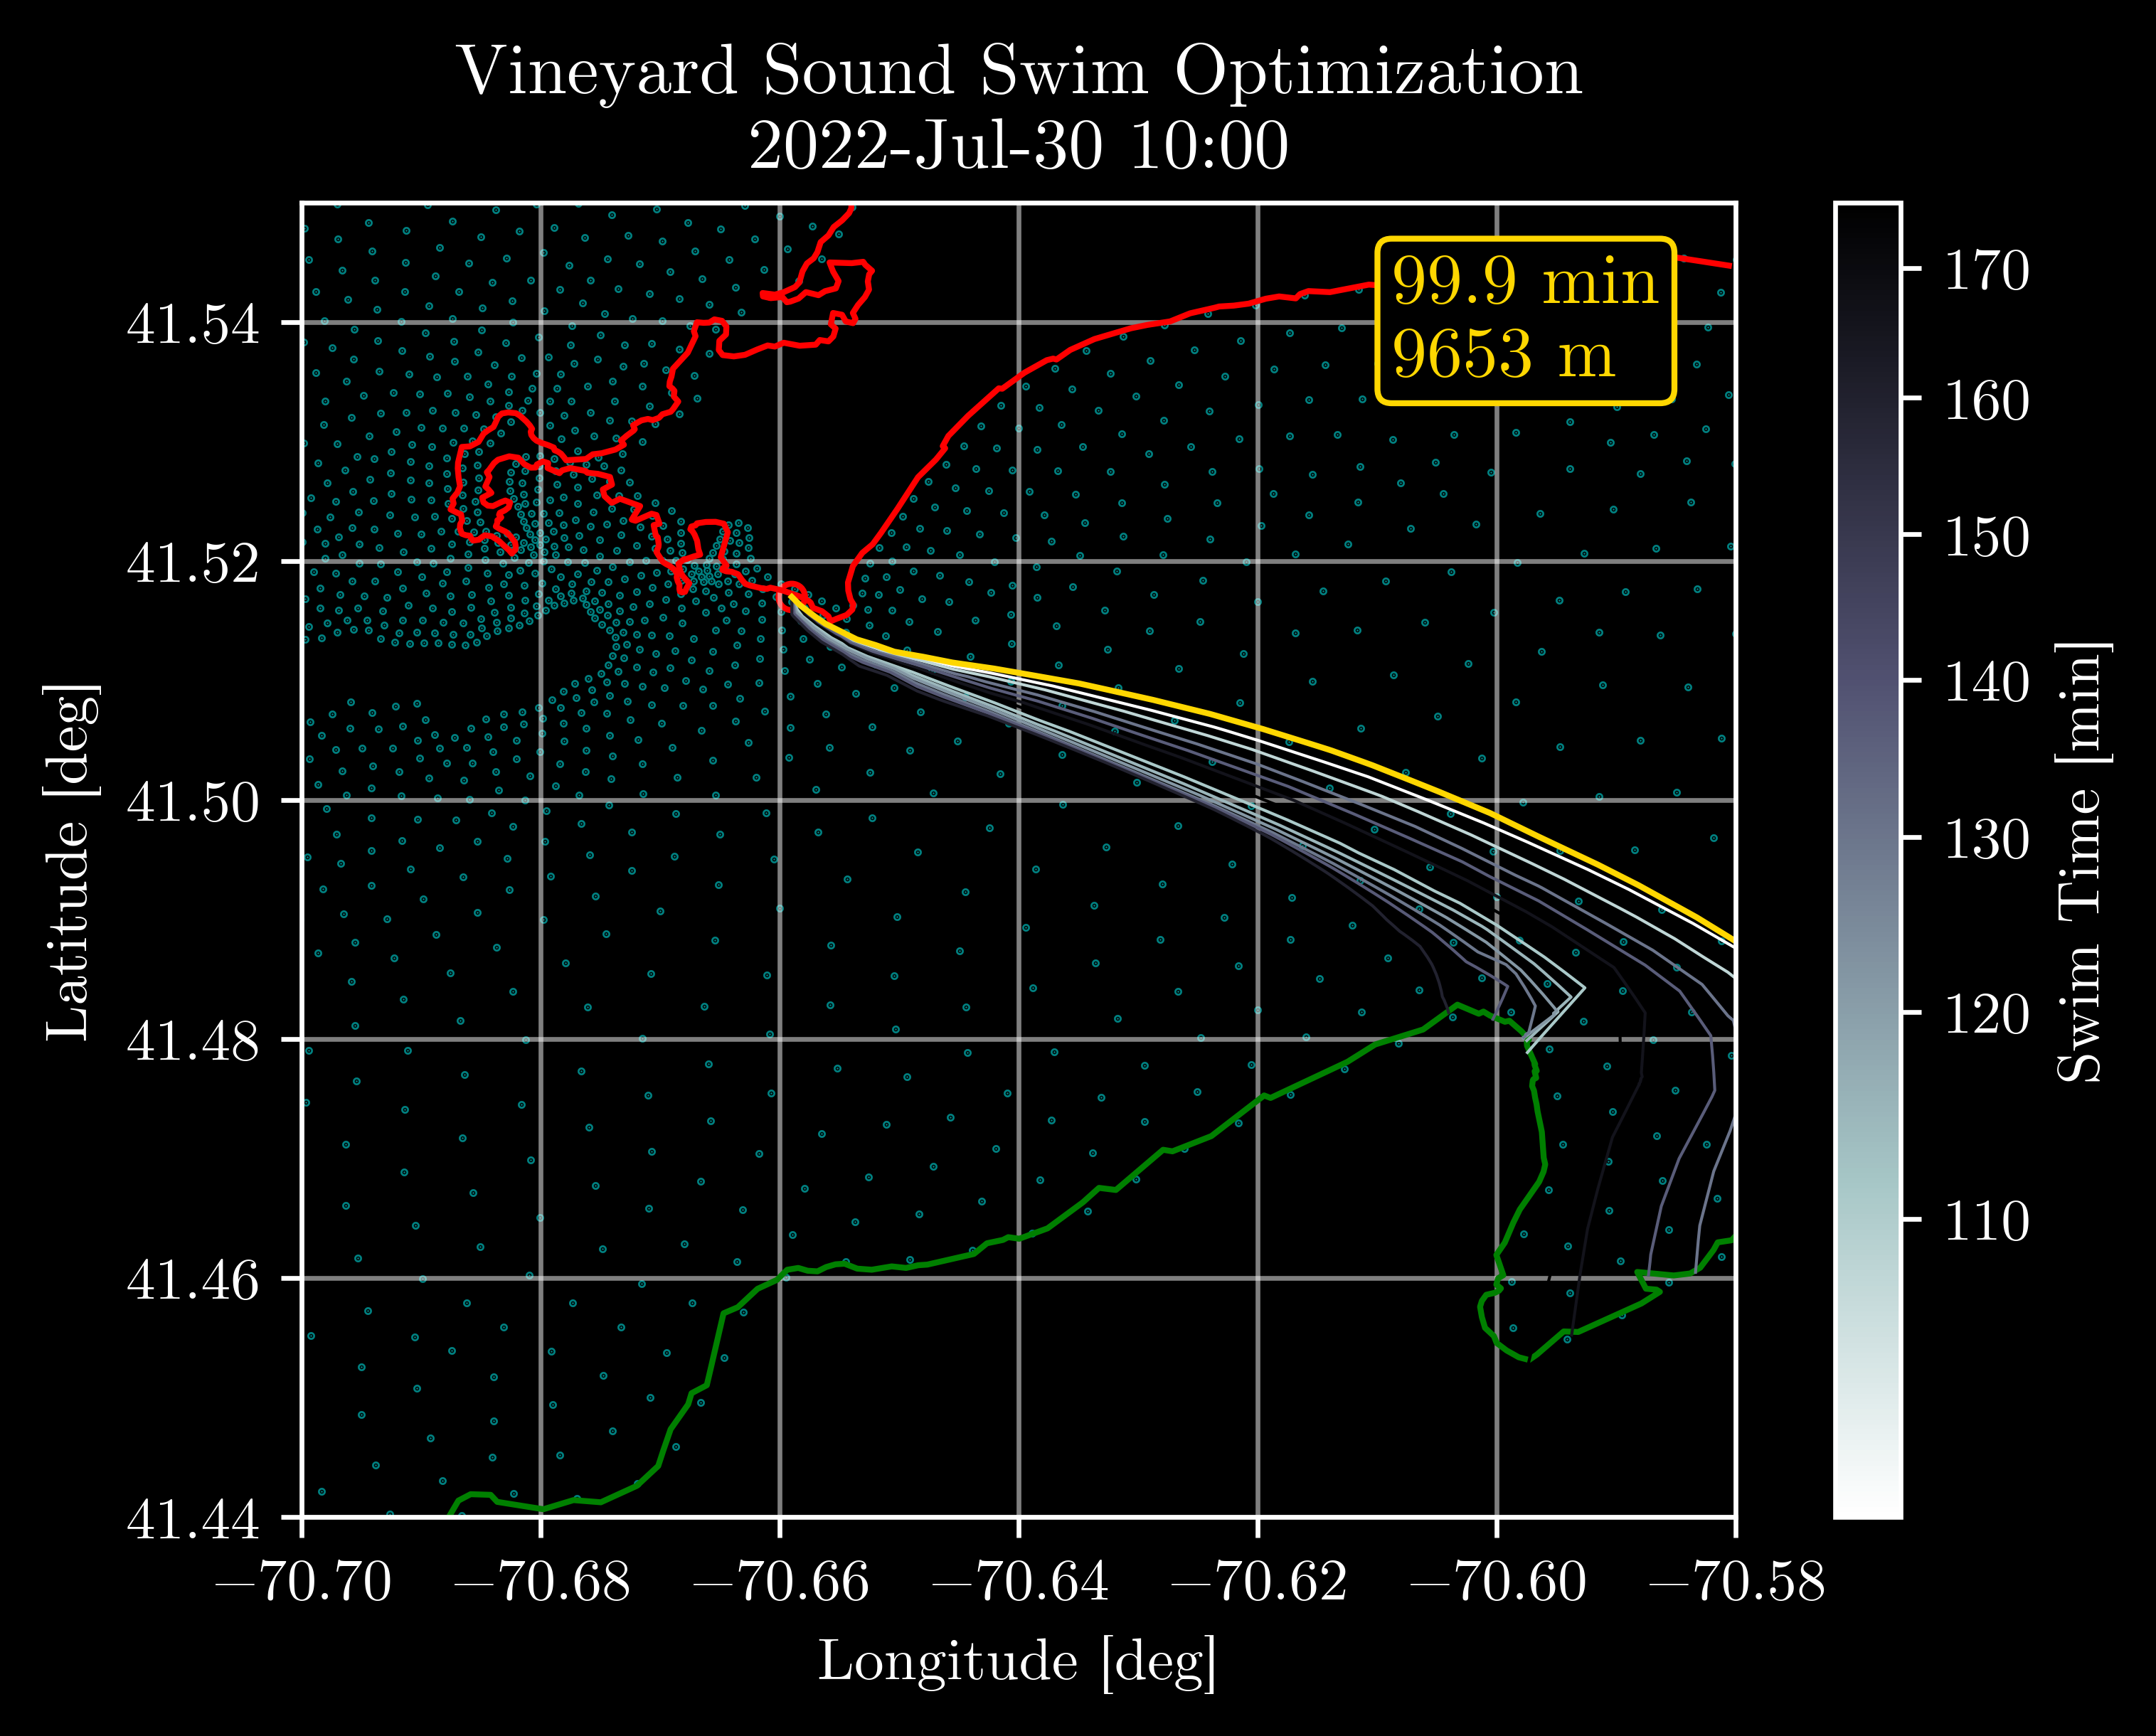 Vineyard Sound Swim Optimization
2022-Jul-30 10:00
99.9 min
9653 m
41.54
41.52
41.50
41.48
41.46
41.44
Latitude [deg]
−70.70 −70.68 −70.66 −70.64 −70.62 −70.60 −70.58
Longitude [deg]
170
160
150
140
130
120
110
Swim Time [min]